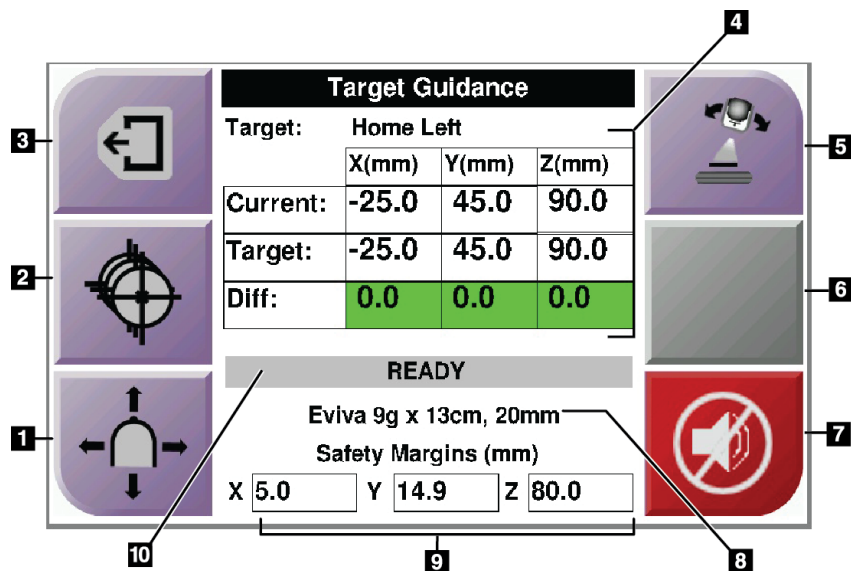 4
Target Guidance
3
Target: Home Left
5
X(mm) Y(mm) Z(mm)
Current: -25.0 45.0 90.0
Target: -25.0 45.0 90.0
2
Diff: 0.0 0.0 0.0
6
READY
Eviva 9g x 13cm, 20mm
1
7
Safety Margins (mm)
X 5.0 Y 14.9 Z 80.0
10
9
8